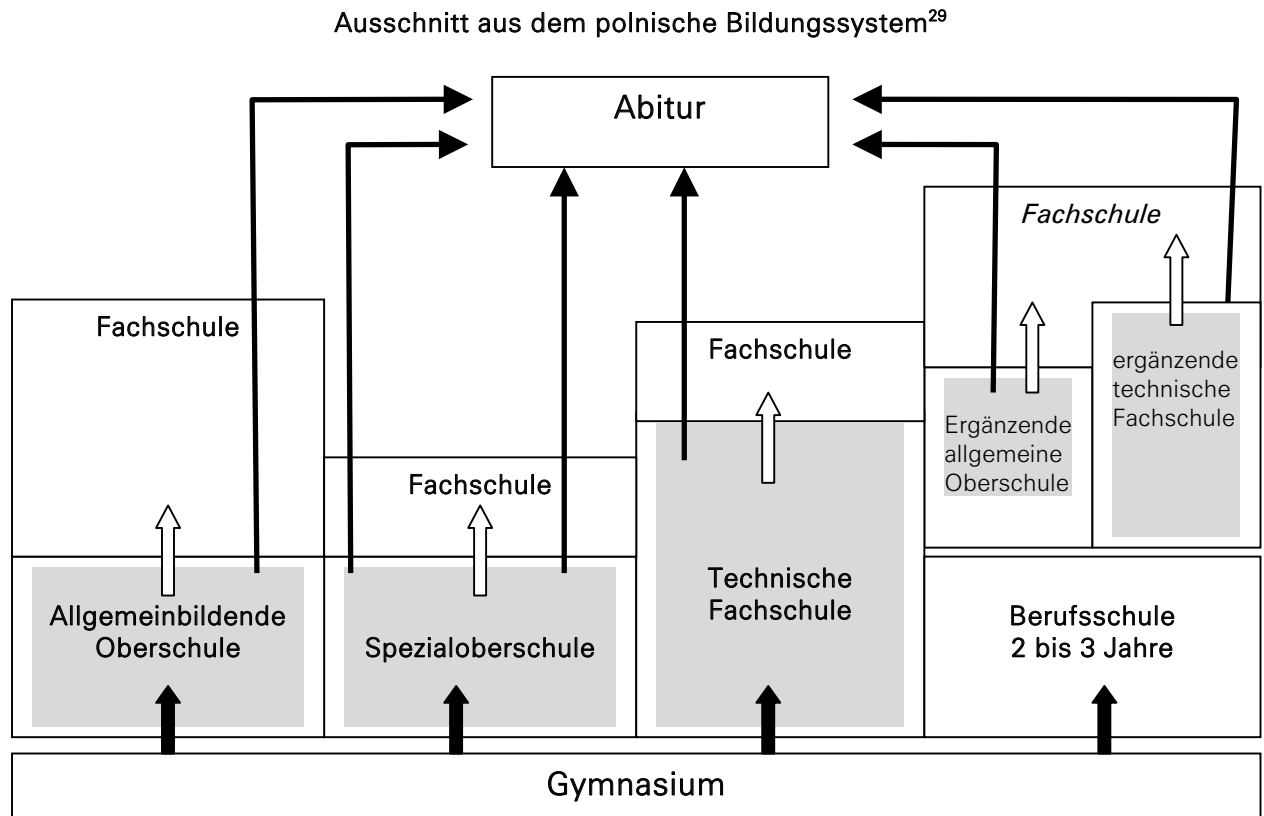 Ausschnitt aus dem polnische Bildungssystem²⁹
Abitur
Fachschule
Fachschule
Fachschule
Fachschule
ergänzende
technische
Fachschule
Ergänzende
allgemeine
Oberschule
Allgemeinbildende
Oberschule
Spezialoberschule
Technische
Fachschule
Berufsschule
2 bis 3 Jahre
Gymnasium